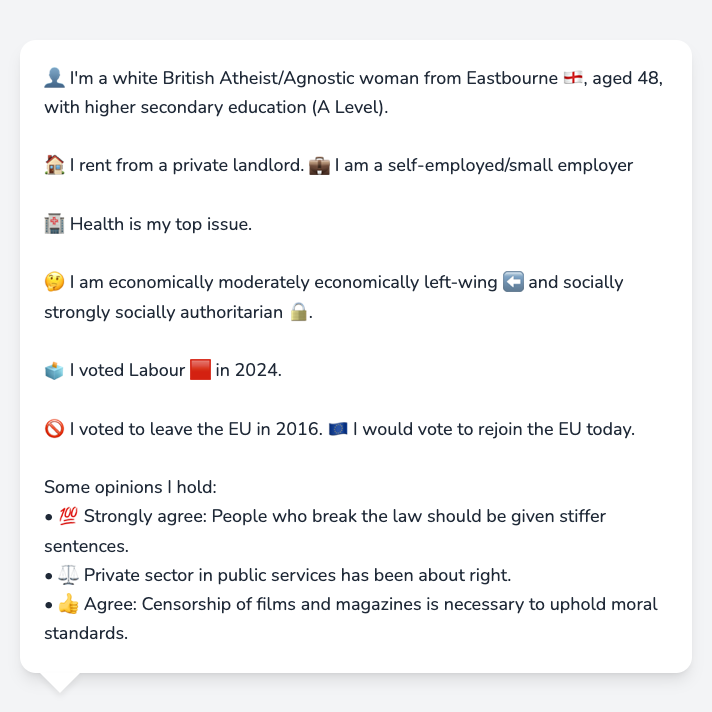 👤 I'm a white British Atheist/Agnostic woman from Eastbourne 🏴󠁧󠁢󠁥󠁮󠁧󠁿, aged 48,
with higher secondary education (A Level).
🏠 I rent from a private landlord. 💼 I am a self-employed/small employer
🏥 Health is my top issue.
🤔 I am economically moderately economically left-wing ⬅️ and socially
strongly socially authoritarian 🔒.
🗳️ I voted Labour 🟥 in 2024.
🚫 I voted to leave the EU in 2016. 🇪🇺 I would vote to rejoin the EU today.
Some opinions I hold:
• 💯 Strongly agree: People who break the law should be given stiffer
sentences.
• ⚖️ Private sector in public services has been about right.
• 👍 Agree: Censorship of films and magazines is necessary to uphold moral
standards.